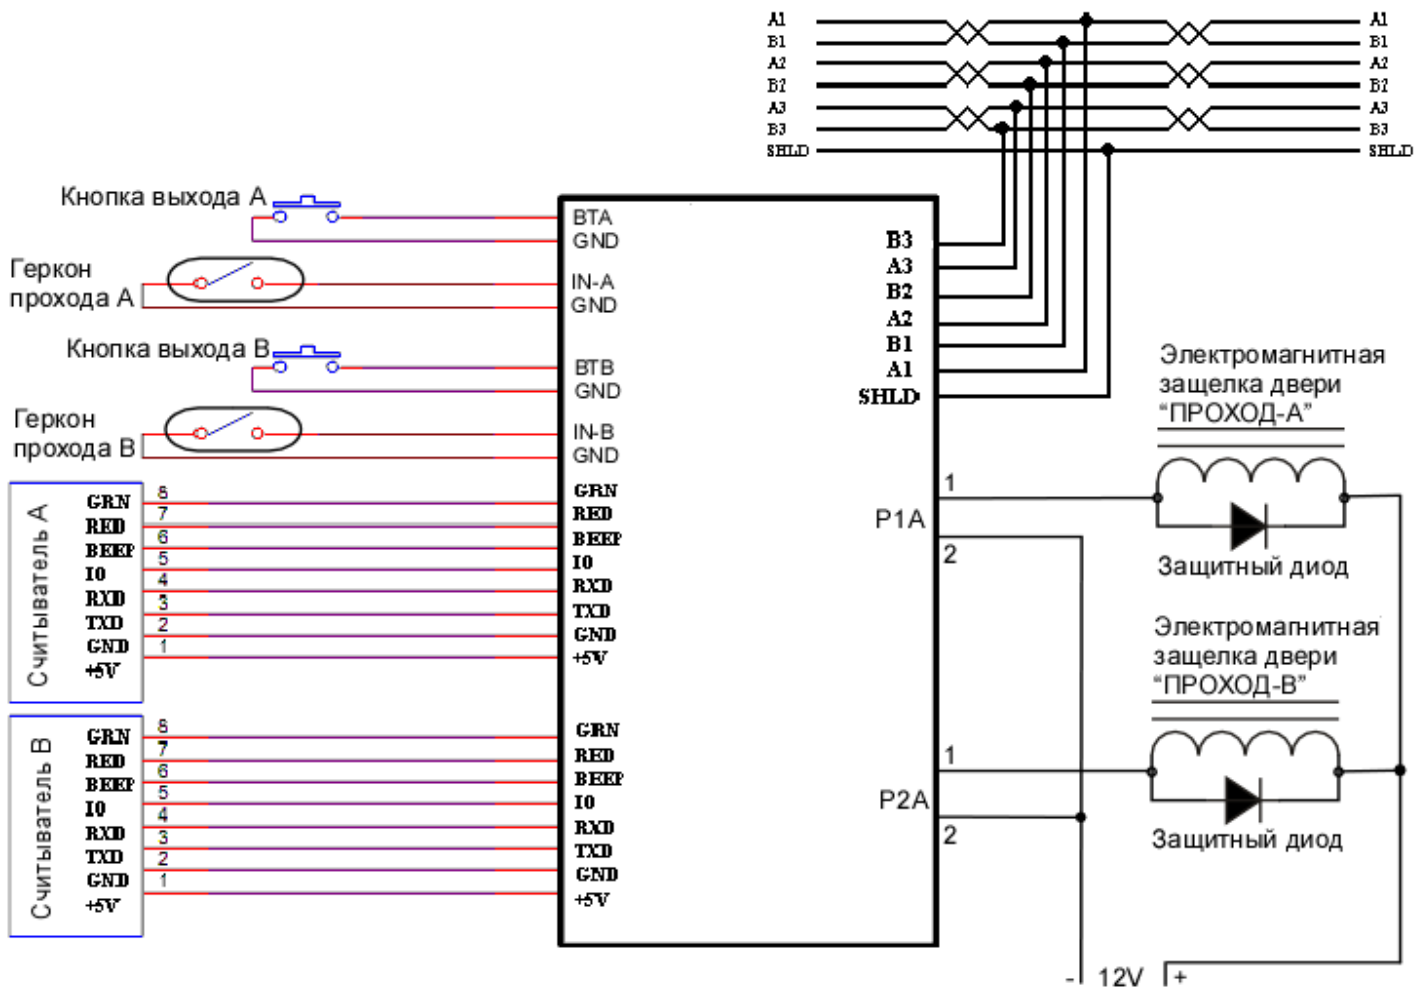 A1 A1
B1 B1
A2 A2
B2 B2
A3 A3
B3 B3
SHLD SHLD
Кнопка выхода А
BTA
GND
Геркон
прохода А
IN-A
GND
Кнопка выхода В
BTB
GND
Геркон
прохода В
IN-B
GND
B3
A3
B2
A2
B1
A1
SHLD
Считыватель А
GRN 8 GRN
RED 7 RED
BEEP 6 BEEP
IO 5 IO
RXD 4 RXD
TXD 3 TXD
GND 2 GND
+5V 1 +5V
Считыватель В
GRN 8 GRN
RED 7 RED
BEEP 6 BEEP
IO 5 IO
RXD 4 RXD
TXD 3 TXD
GND 2 GND
+5V 1 +5V
1
P1A
2
Электромагнитная
защелка двери
“ПРОХОД-А”
Защитный диод
1
P2A
2
Электромагнитная
защелка двери
“ПРОХОД-В”
Защитный диод
- 12V +